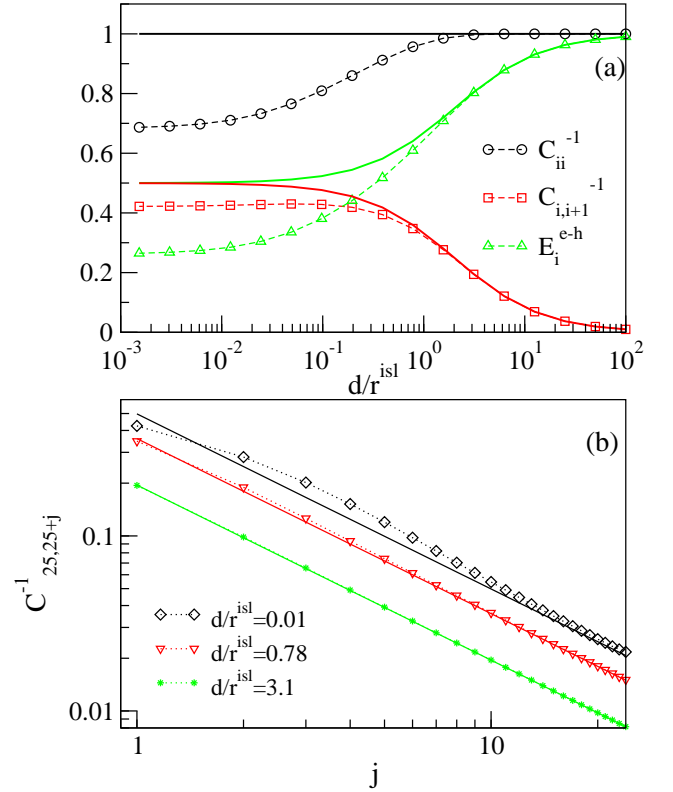 1
0.8
0.6
0.4
0.2
0
(a)
C_ii^-1
C_i,i+1^-1
E_i^e-h
10^-3 10^-2 10^-1 10^0 10^1 10^2
d/r^isl
(b)
0.1
0.01
C^-1_25,25+j
d/r^isl=0.01
d/r^isl=0.78
d/r^isl=3.1
1 10
j